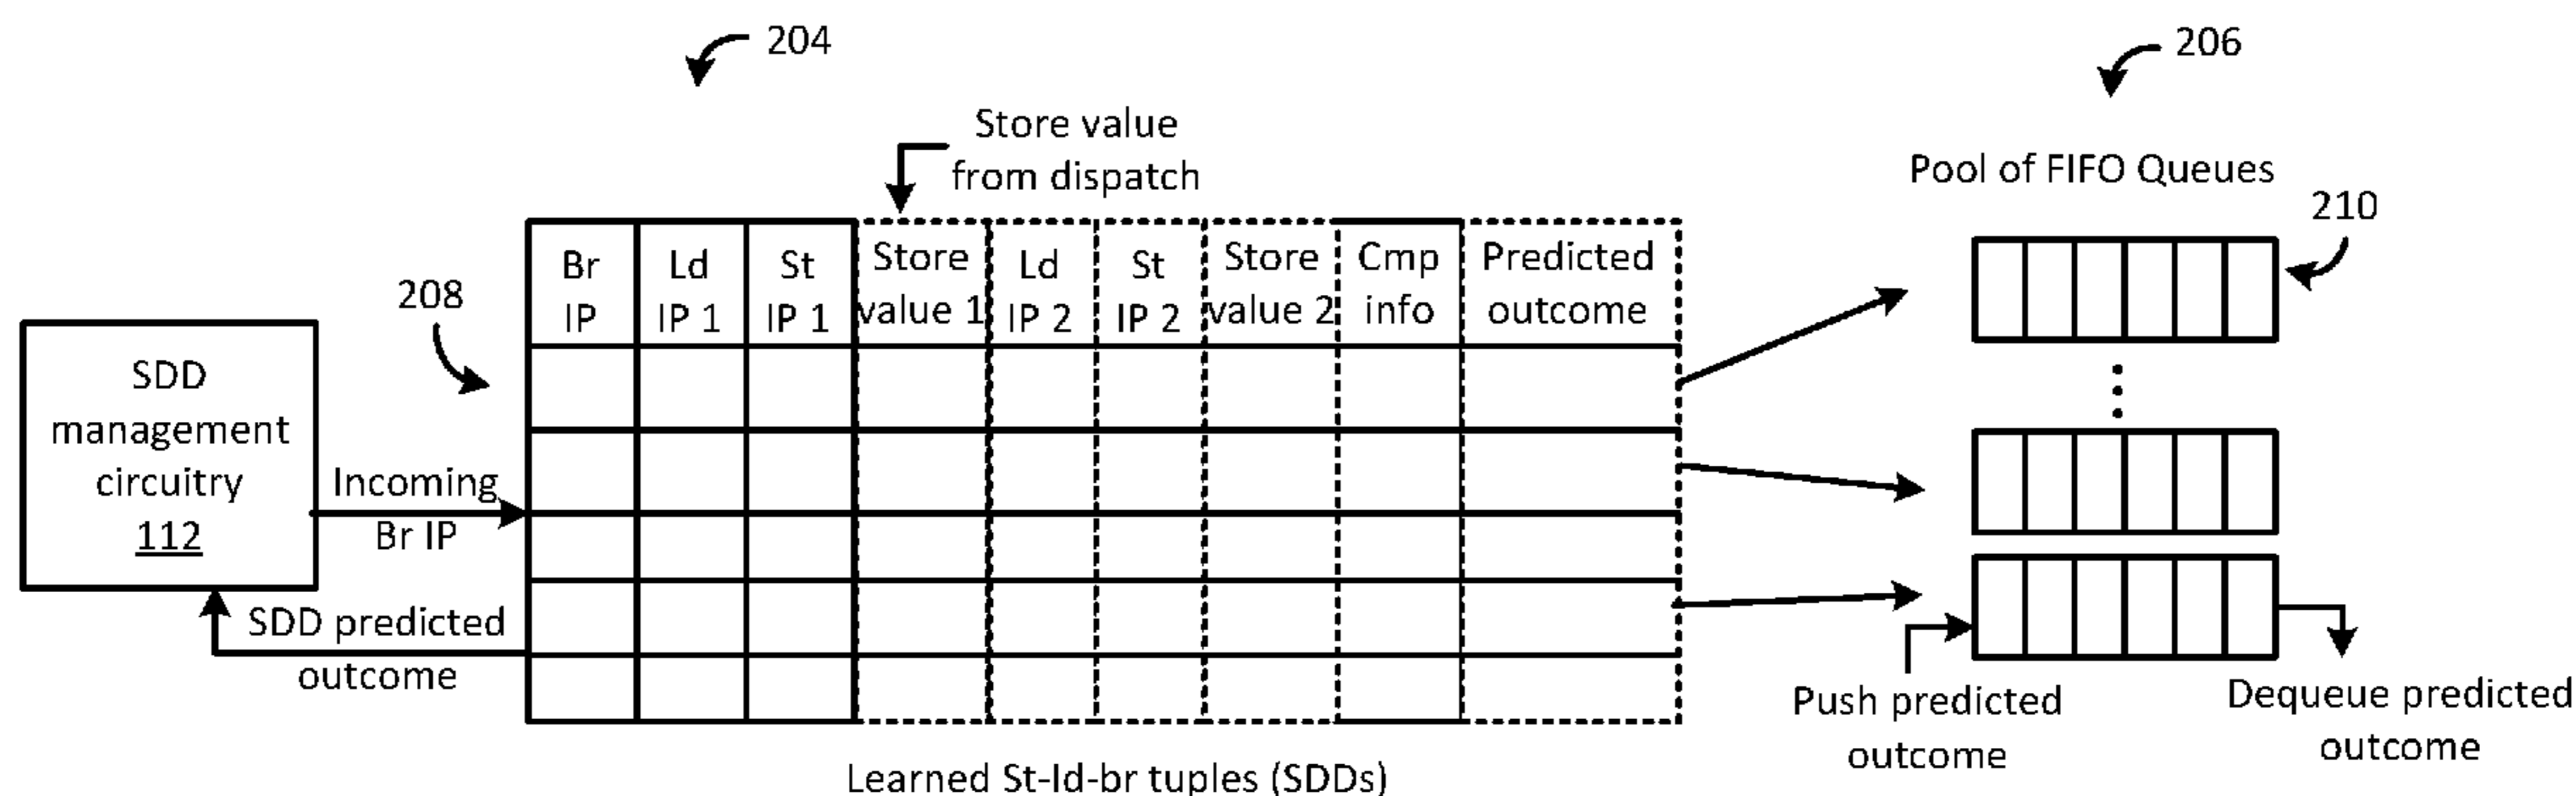 204
206
Store value
from dispatch
Pool of FIFO Queues
210
208
Br
IP
Ld
IP 1
St
IP 1
Store
value 1
Ld
IP 2
St
IP 2
Store
value 2
Cmp
info
Predicted
outcome
SDD
management
circuitry
112
Incoming
Br IP
SDD predicted
outcome
Push predicted
outcome
Dequeue predicted
outcome
Learned St-ld-br tuples (SDDs)